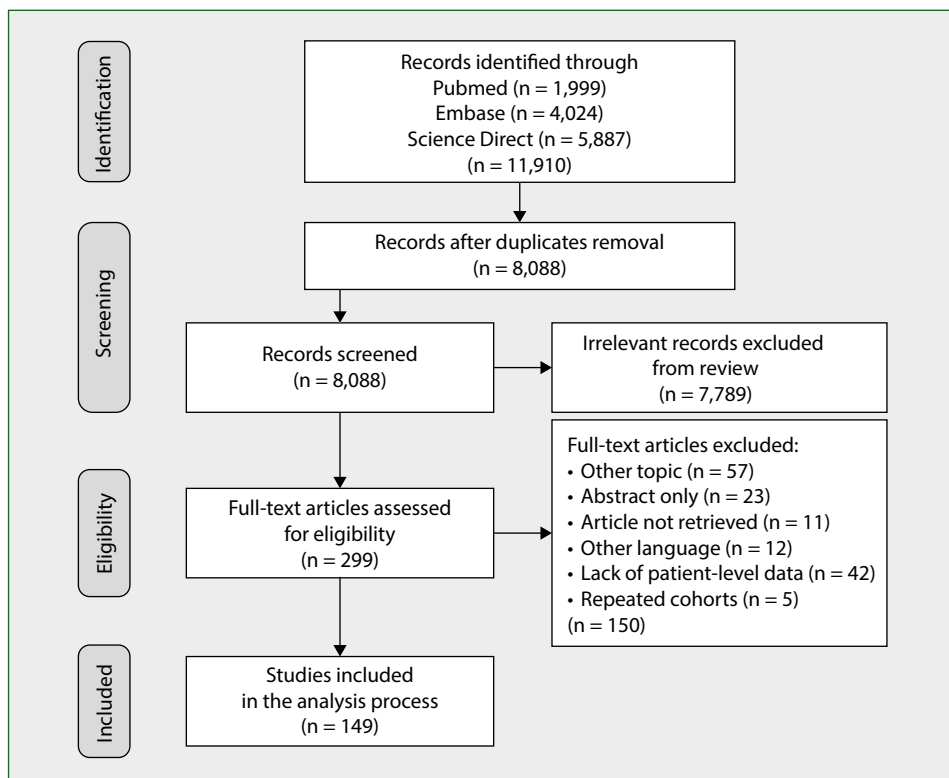 Identification
Records identified through
Pubmed (n = 1,999)
Embase (n = 4,024)
Science Direct (n = 5,887)
(n = 11,910)
Screening
Records after duplicates removal
(n = 8,088)
Records screened
(n = 8,088)
Irrelevant records excluded
from review
(n = 7,789)
Eligibility
Full-text articles assessed
for eligibility
(n = 299)
Full-text articles excluded:
• Other topic (n = 57)
• Abstract only (n = 23)
• Article not retrieved (n = 11)
• Other language (n = 12)
• Lack of patient-level data (n = 42)
• Repeated cohorts (n = 5)
(n = 150)
Included
Studies included
in the analysis process
(n = 149)